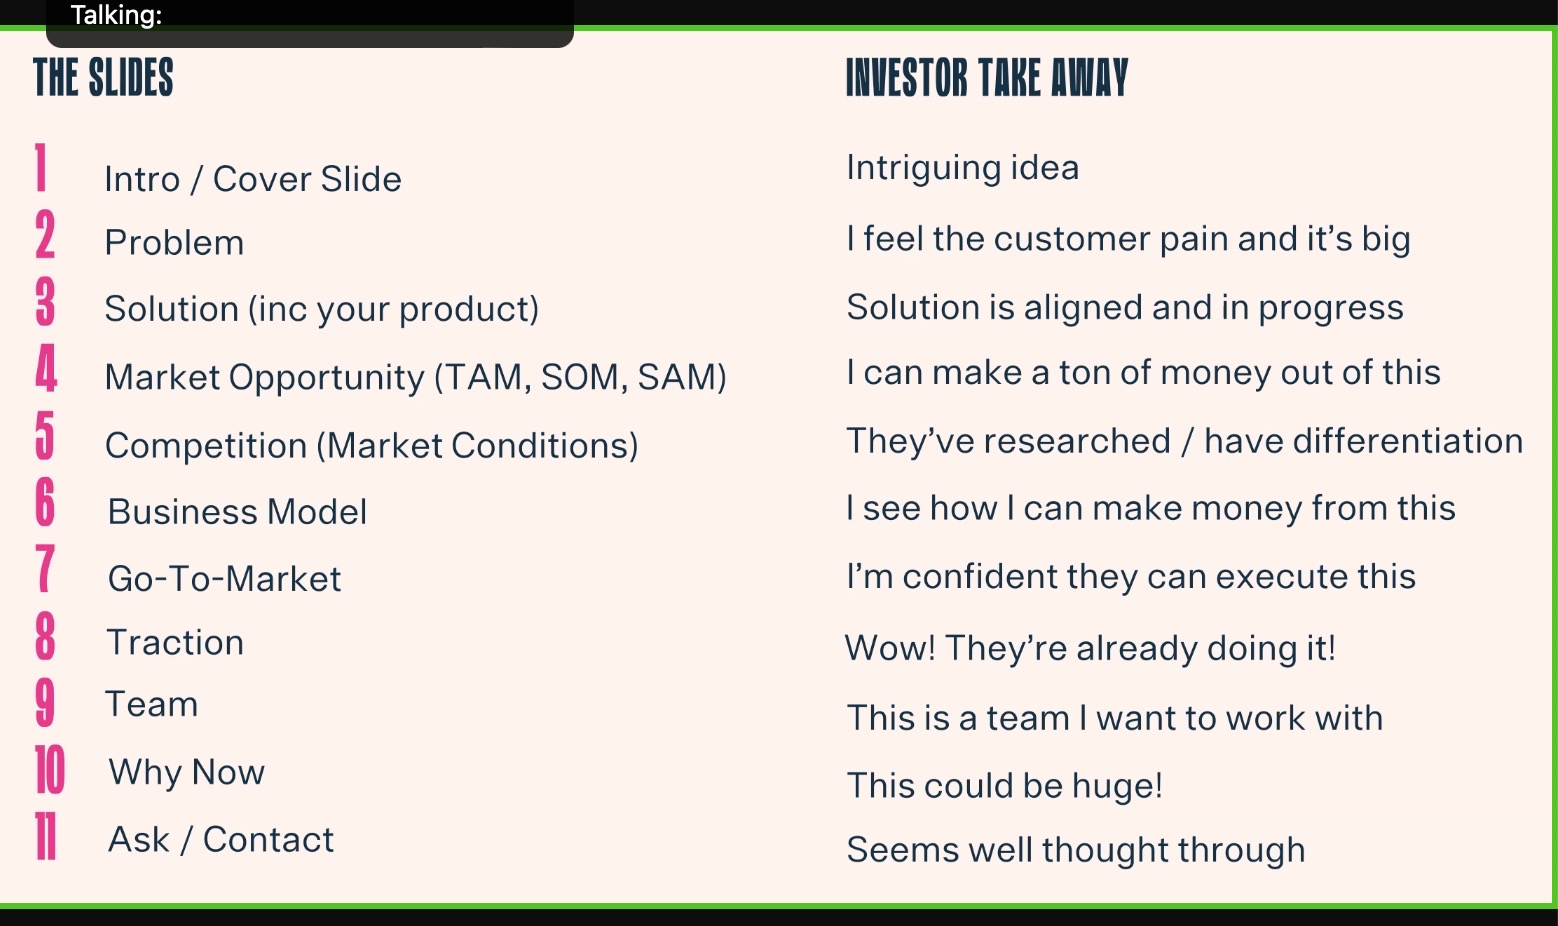 Talking:
THE SLIDES
INVESTOR TAKE AWAY
1 Intro / Cover Slide
Intriguing idea
2 Problem
I feel the customer pain and it’s big
3 Solution (inc your product)
Solution is aligned and in progress
4 Market Opportunity (TAM, SOM, SAM)
I can make a ton of money out of this
5 Competition (Market Conditions)
They’ve researched / have differentiation
6 Business Model
I see how I can make money from this
7 Go-To-Market
I’m confident they can execute this
8 Traction
Wow! They’re already doing it!
9 Team
This is a team I want to work with
10 Why Now
This could be huge!
11 Ask / Contact
Seems well thought through